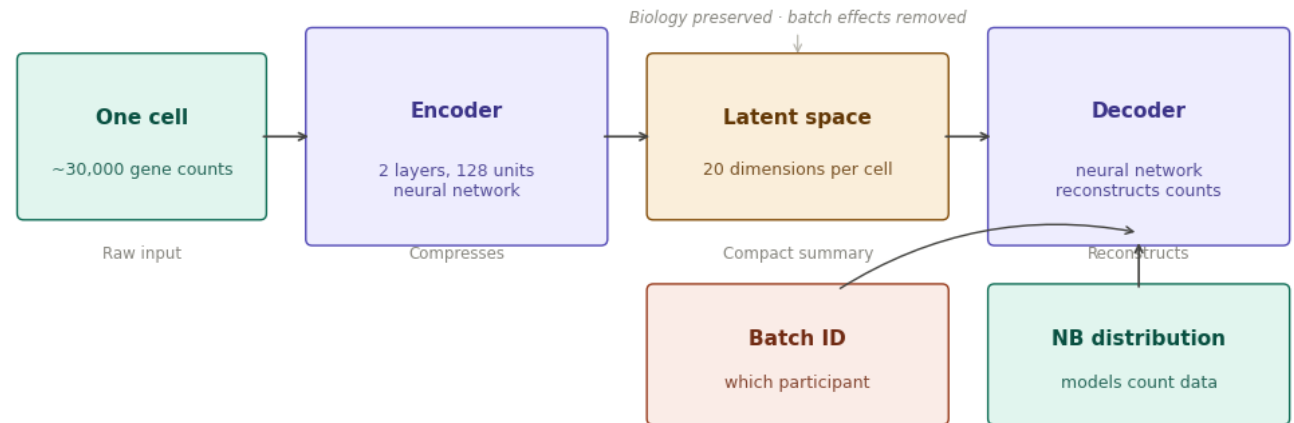 Biology preserved · batch effects removed
One cell
~30,000 gene counts
Raw input
Encoder
2 layers, 128 units
neural network
Compresses
Latent space
20 dimensions per cell
Compact summary
Decoder
neural network
reconstructs counts
Reconstructs
Batch ID
which participant
NB distribution
models count data